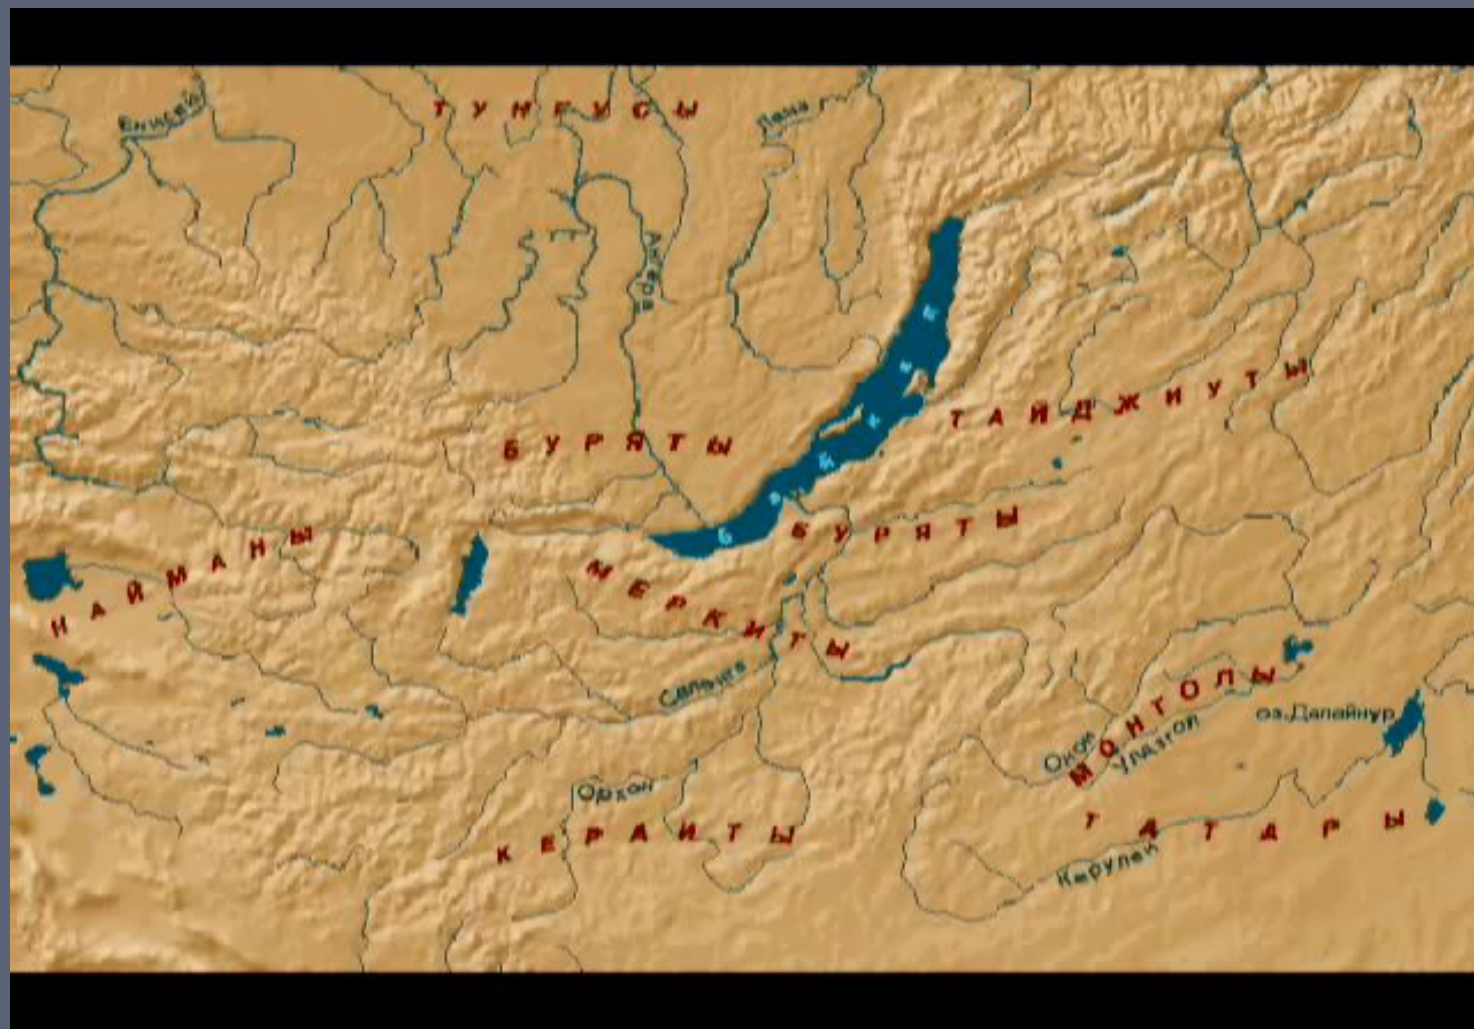 ТУНГУСЫ
Енисей
Лена р.
Ангара
ТАЙДЖИУТЫ
БУРЯТЫ
Байкал
БУРЯТЫ
НАЙМАНЫ
МЕРКИТЫ
Селенга
МОНГОЛЫ
оз.Далайнур
Онон
Улдзгол
Орхон
КЕРАИТЫ
ТАТАРЫ
Керулен